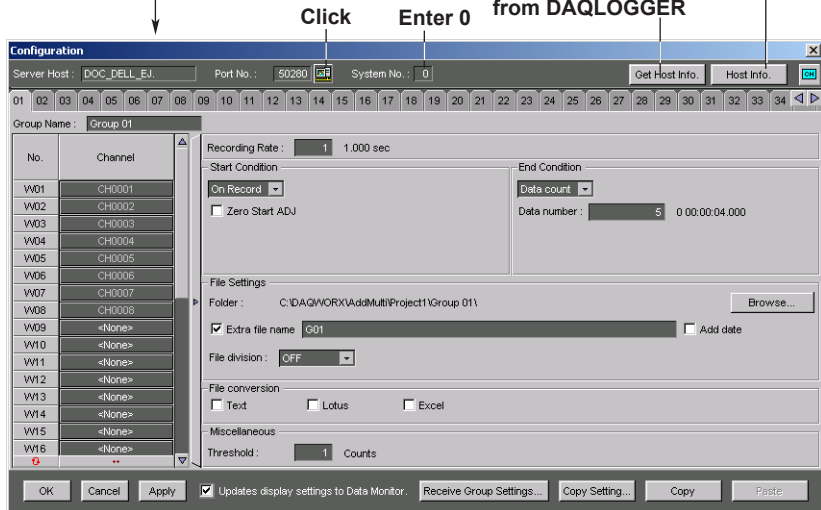 from DAQLOGGER
Click Enter 0
Configuration
Server Host : DOC_DELL_EJ. Port No. : 50280 System No. : 0 Get Host Info. Host Info. CH
01 02 03 04 05 06 07 08 09 10 11 12 13 14 15 16 17 18 19 20 21 22 23 24 25 26 27 28 29 30 31 32 33 34
Group Name : Group 01
No. Channel
W01 CH0001
W02 CH0002
W03 CH0003
W04 CH0004
W05 CH0005
W06 CH0006
W07 CH0007
W08 CH0008
W09 <None>
W10 <None>
W11 <None>
W12 <None>
W13 <None>
W14 <None>
W15 <None>
W16 <None>
Recording Rate : 1 1.000 sec
Start Condition
On Record
Zero Start ADJ
End Condition
Data count
Data number : 5 0 00:00:04.000
File Settings
Folder : C:\DAQWORX\AddMulti\Project1\Group 01\ Browse...
Extra file name G01 Add date
File division : OFF
File conversion
Text Lotus Excel
Miscellaneous
Threshold : 1 Counts
OK Cancel Apply Updates display settings to Data Monitor. Receive Group Settings... Copy Setting... Copy Paste